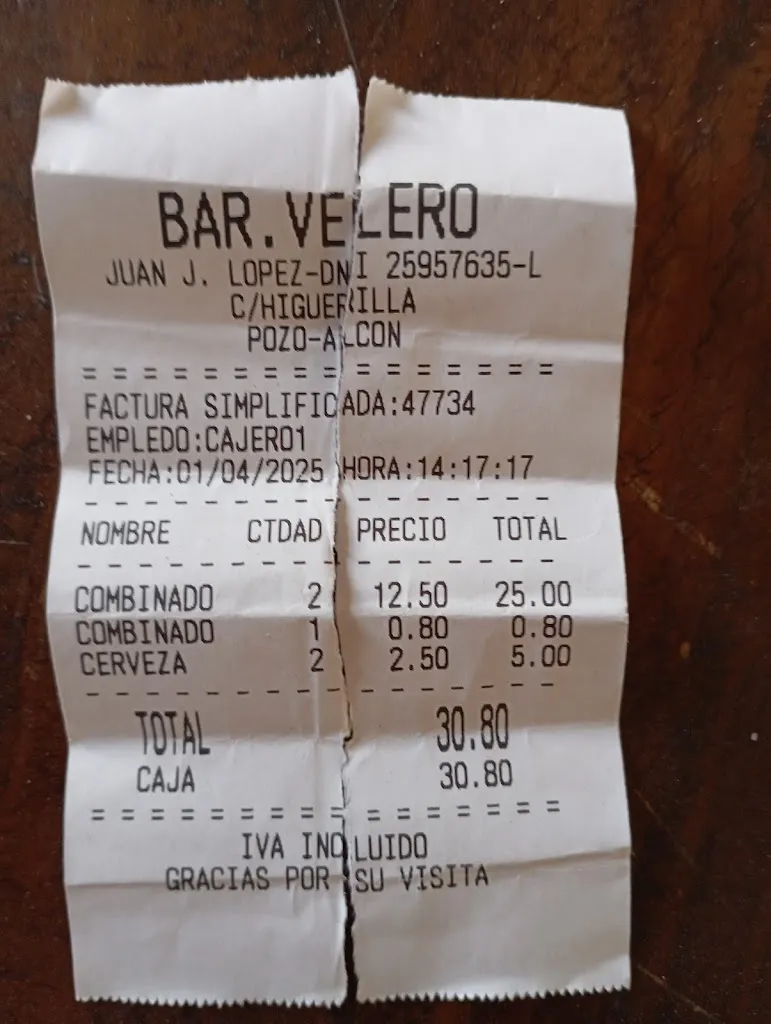 BAR.VELERO
JUAN J. LOPEZ-DNI 25957635-L
C/HIGUERILLA
POZO-ALCON
= = = = = = = = = = = = = = = =
FACTURA SIMPLIFICADA:47734
EMPLEDO:CAJERO1
FECHA:01/04/2025 HORA:14:17:17
- - - - - - - - - - - - - - - -
NOMBRE CTDAD PRECIO TOTAL
- - - - - - - - - - - - - - - -
COMBINADO 2 12.50 25.00
COMBINADO 1 0.80 0.80
CERVEZA 2 2.50 5.00
- - - - - - - - - - - - - - - -
TOTAL 30.80
CAJA 30.80
= = = = = = = = = = = = = = = =
IVA INCLUIDO
GRACIAS POR SU VISITA